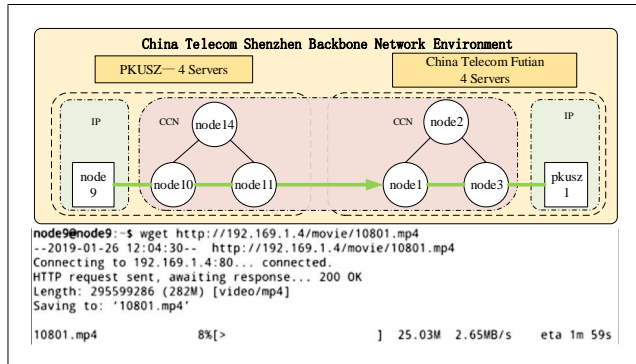 China Telecom Shenzhen Backbone Network Environment
PKUSZ— 4 Servers
China Telecom Futian
4 Servers
IP
CCN
node14
node
9
node10
node11
CCN
node2
node1
node3
IP
pkusz
1
node9@node9:~$ wget http://192.169.1.4/movie/10801.mp4
--2019-01-26 12:04:30-- http://192.169.1.4/movie/10801.mp4
Connecting to 192.169.1.4:80... connected.
HTTP request sent, awaiting response... 200 OK
Length: 295599286 (282M) [video/mp4]
Saving to: ‘10801.mp4’
10801.mp4 8%[> ] 25.03M 2.65MB/s eta 1m 59s